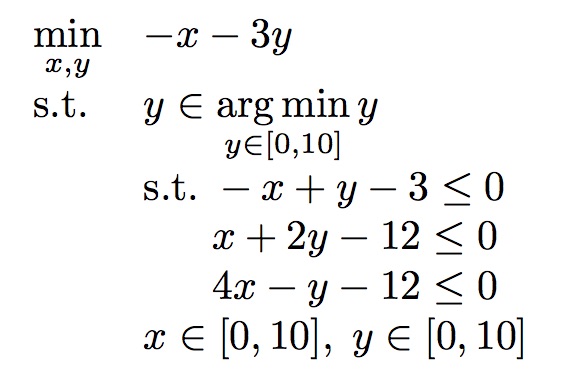 min −x − 3y
x,y
s.t. y ∈ arg min y
y∈[0,10]
s.t. − x + y − 3 ≤ 0
x + 2y − 12 ≤ 0
4x − y − 12 ≤ 0
x ∈ [0, 10], y ∈ [0, 10]